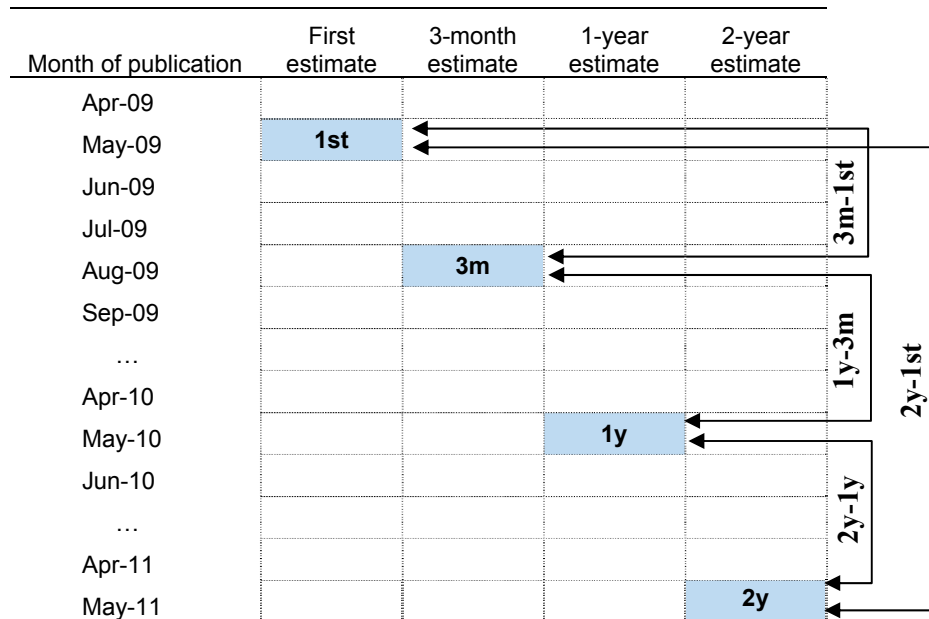 Month of publication First estimate 3-month estimate 1-year estimate 2-year estimate
Apr-09
May-09 1st
Jun-09
Jul-09
Aug-09 3m
Sep-09
…
Apr-10
May-10 1y
Jun-10
…
Apr-11
May-11 2y
3m-1st
1y-3m
2y-1y
2y-1st